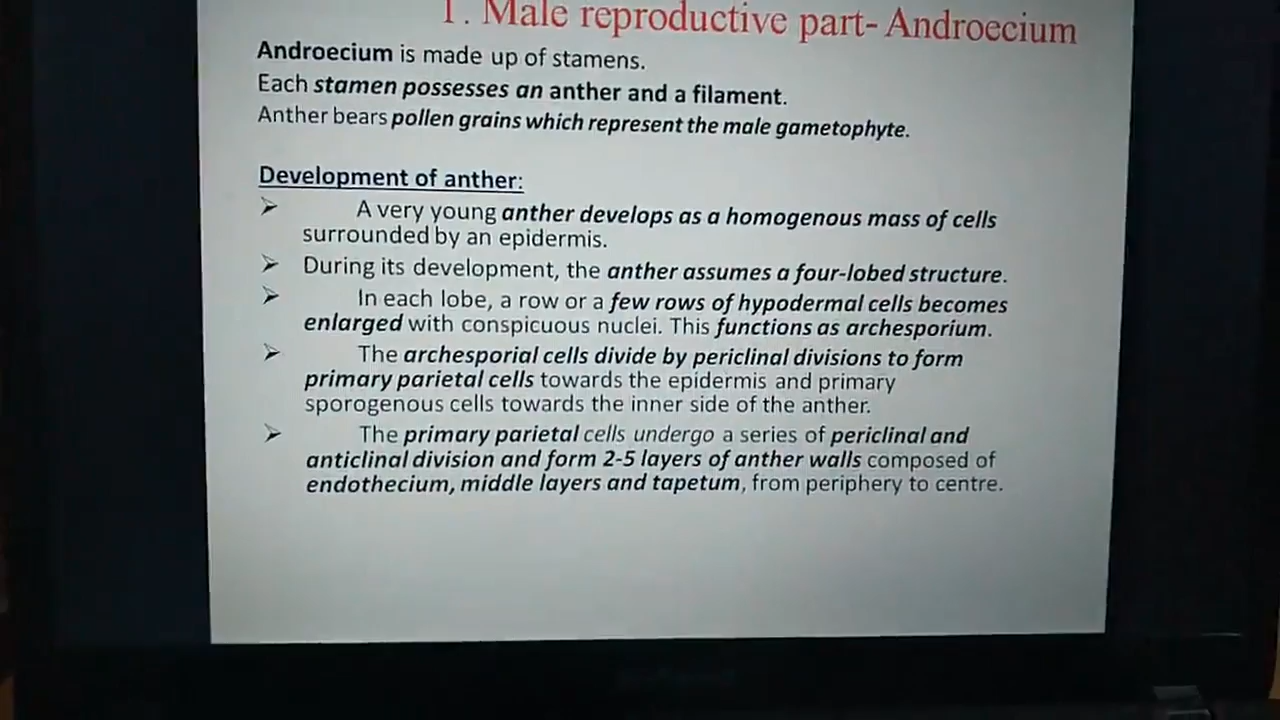 1. Male reproductive part- Androecium
Androecium is made up of stamens.
Each stamen possesses an anther and a filament.
Anther bears pollen grains which represent the male gametophyte.
Development of anther:
➢ A very young anther develops as a homogenous mass of cells
surrounded by an epidermis.
➢ During its development, the anther assumes a four-lobed structure.
➢ In each lobe, a row or a few rows of hypodermal cells becomes
enlarged with conspicuous nuclei. This functions as archesporium.
➢ The archesporial cells divide by periclinal divisions to form
primary parietal cells towards the epidermis and primary
sporogenous cells towards the inner side of the anther.
➢ The primary parietal cells undergo a series of periclinal and
anticlinal division and form 2-5 layers of anther walls composed of
endothecium, middle layers and tapetum, from periphery to centre.